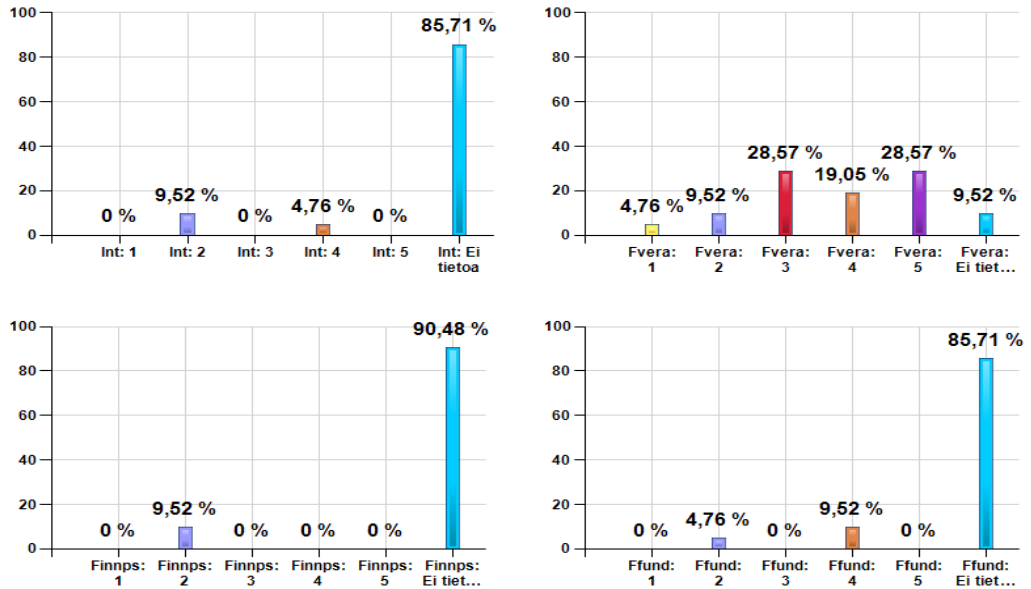 100
80
60
40
20
0
0 %
9,52 %
0 %
4,76 %
0 %
85,71 %
Int: 1
Int: 2
Int: 3
Int: 4
Int: 5
Int: Ei
tietoa
100
80
60
40
20
0
4,76 %
9,52 %
28,57 %
19,05 %
28,57 %
9,52 %
Fvera:
1
Fvera:
2
Fvera:
3
Fvera:
4
Fvera:
5
Fvera:
Ei tiet...
100
80
60
40
20
0
0 %
9,52 %
0 %
0 %
0 %
90,48 %
Finnps:
1
Finnps:
2
Finnps:
3
Finnps:
4
Finnps:
5
Finnps:
Ei tiet...
100
80
60
40
20
0
0 %
4,76 %
0 %
9,52 %
0 %
85,71 %
Ffund:
1
Ffund:
2
Ffund:
3
Ffund:
4
Ffund:
5
Ffund:
Ei tiet...